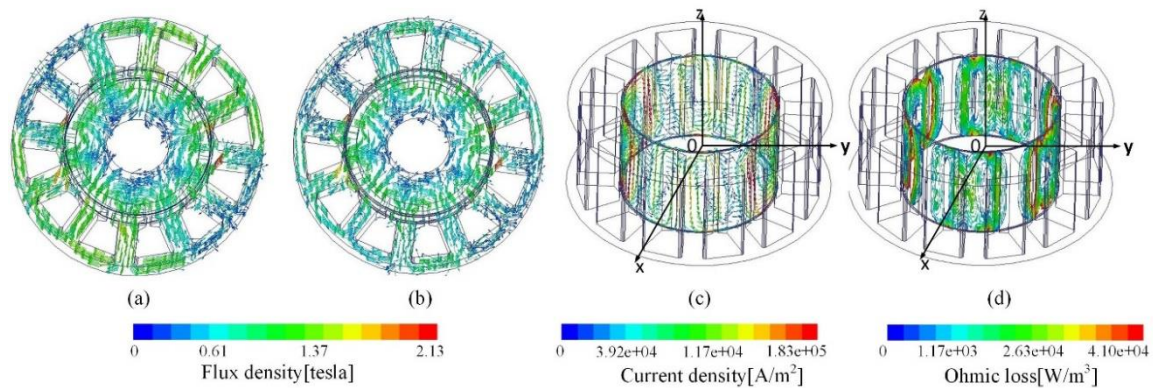 z z
0 y 0 y
x x
(a) (b) (c) (d)
0 0.61 1.37 2.13 0 3.92e+04 1.17e+04 1.83e+05 0 1.17e+03 2.63e+04 4.10e+04
Flux density[tesla] Current density[A/m²] Ohmic loss[W/m³]